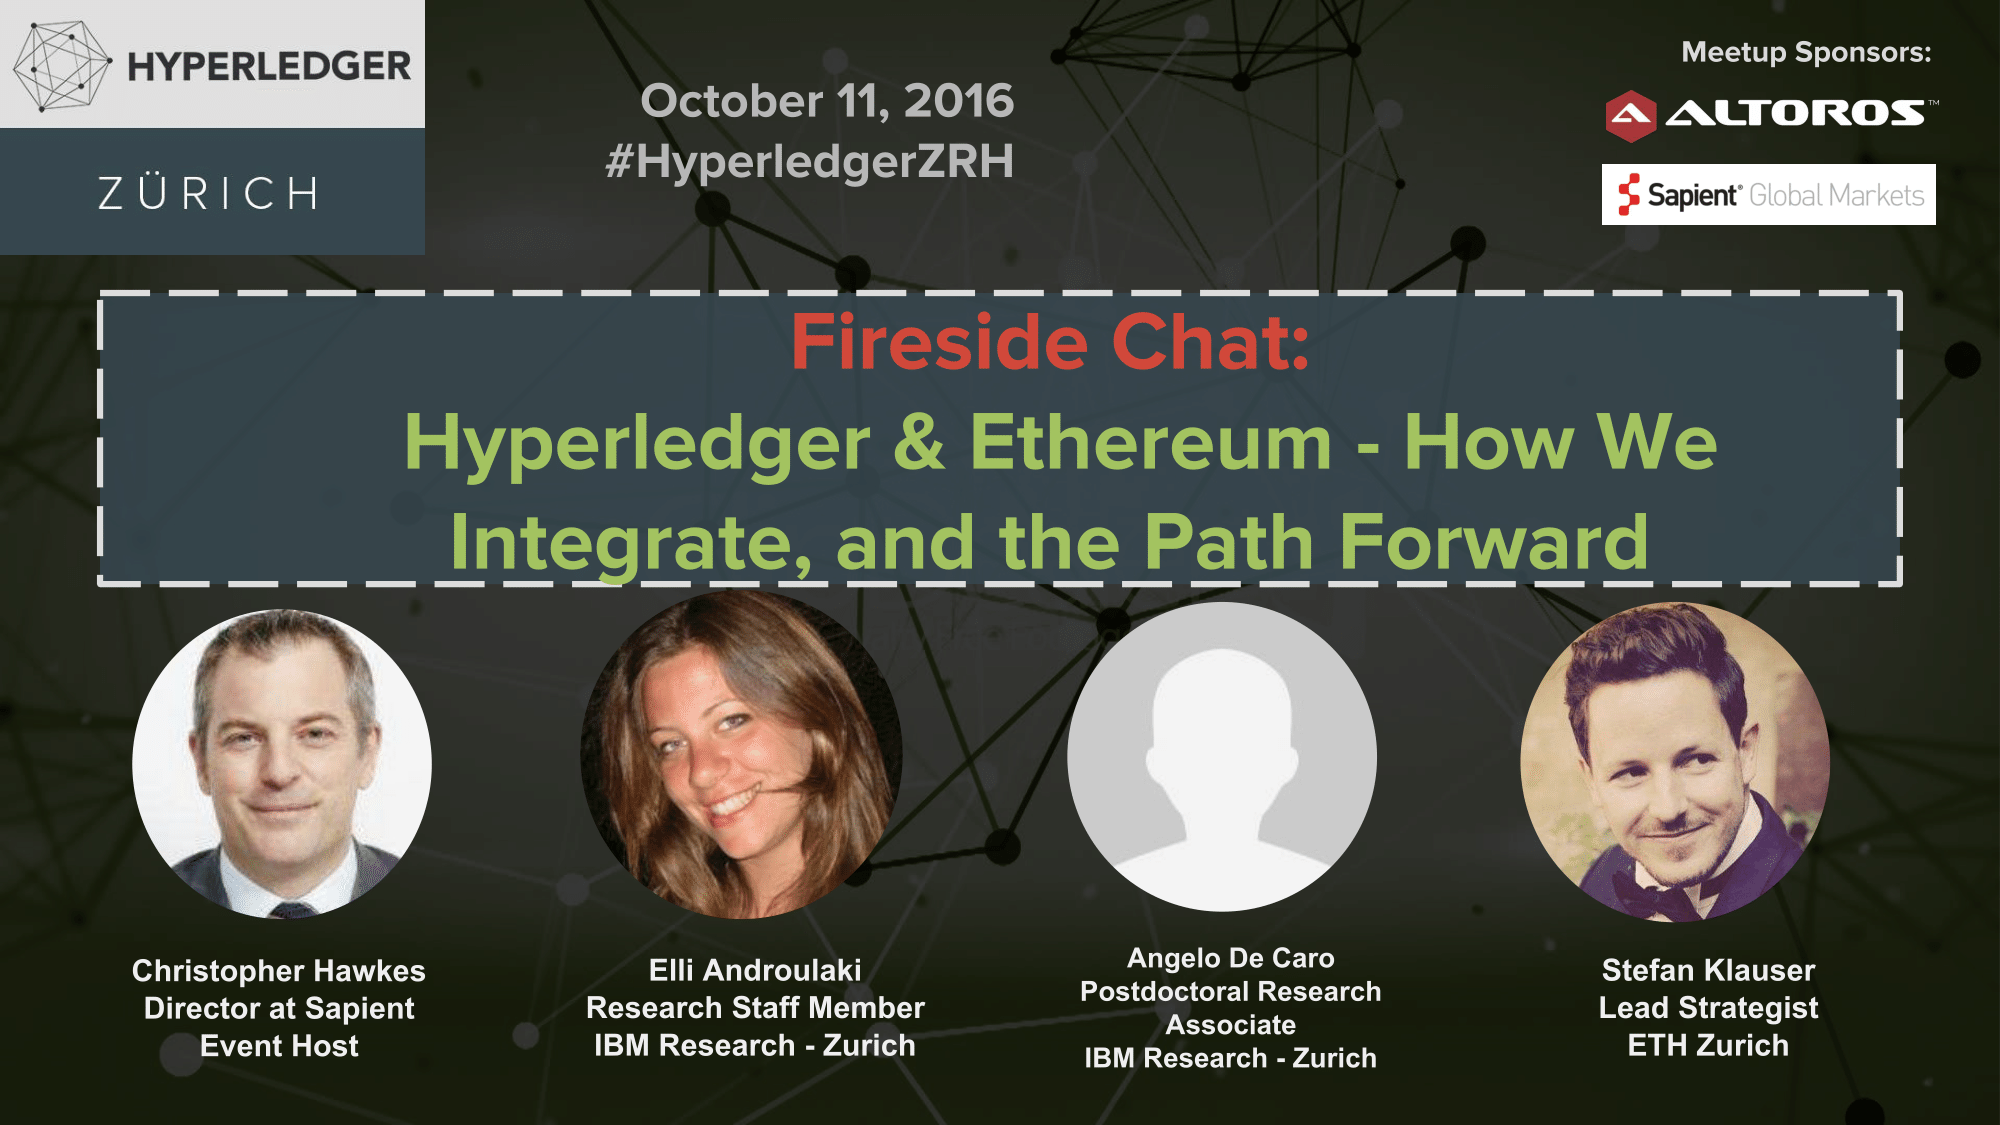 HYPERLEDGER
ZÜRICH
October 11, 2016
#HyperledgerZRH
Meetup Sponsors:
ALTOROS™
Sapient® Global Markets
Fireside Chat:
Hyperledger & Ethereum - How We
Integrate, and the Path Forward
Christopher Hawkes
Director at Sapient
Event Host
Elli Androulaki
Research Staff Member
IBM Research - Zurich
Angelo De Caro
Postdoctoral Research
Associate
IBM Research - Zurich
Stefan Klauser
Lead Strategist
ETH Zurich